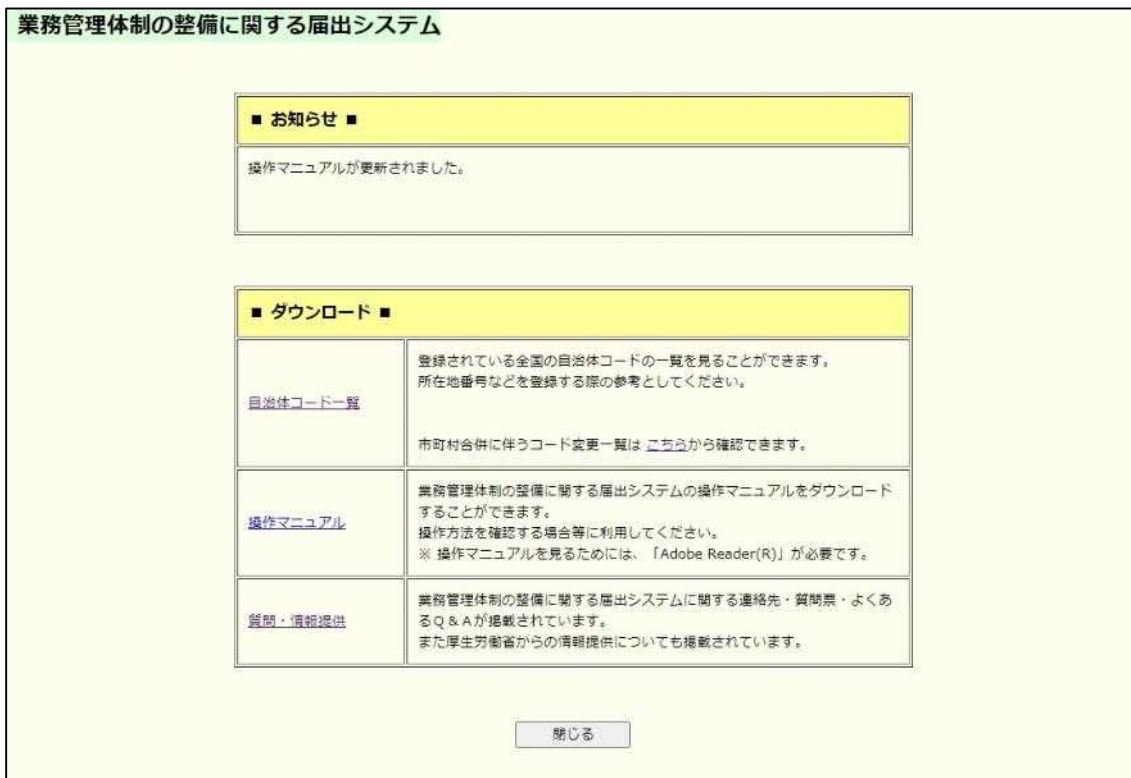 業務管理体制の整備に関する届出システム
■ お知らせ ■
操作マニュアルが更新されました。
■ ダウンロード ■
自治体コード一覧
登録されている全国の自治体コードの一覧を見ることができます。
所在地番号などを登録する際の参考としてください。
市町村合併に伴うコード変更一覧は こちらから確認できます。
操作マニュアル
業務管理体制の整備に関する届出システムの操作マニュアルをダウンロード
することができます。
操作方法を確認する場合等に利用してください。
※ 操作マニュアルを見るためには、「Adobe Reader(R)」が必要です。
質問・情報提供
業務管理体制の整備に関する届出システムに関する連絡先・質問票・よくあ
るQ&Aが掲載されています。
また厚生労働省からの情報提供についても掲載されています。
閉じる